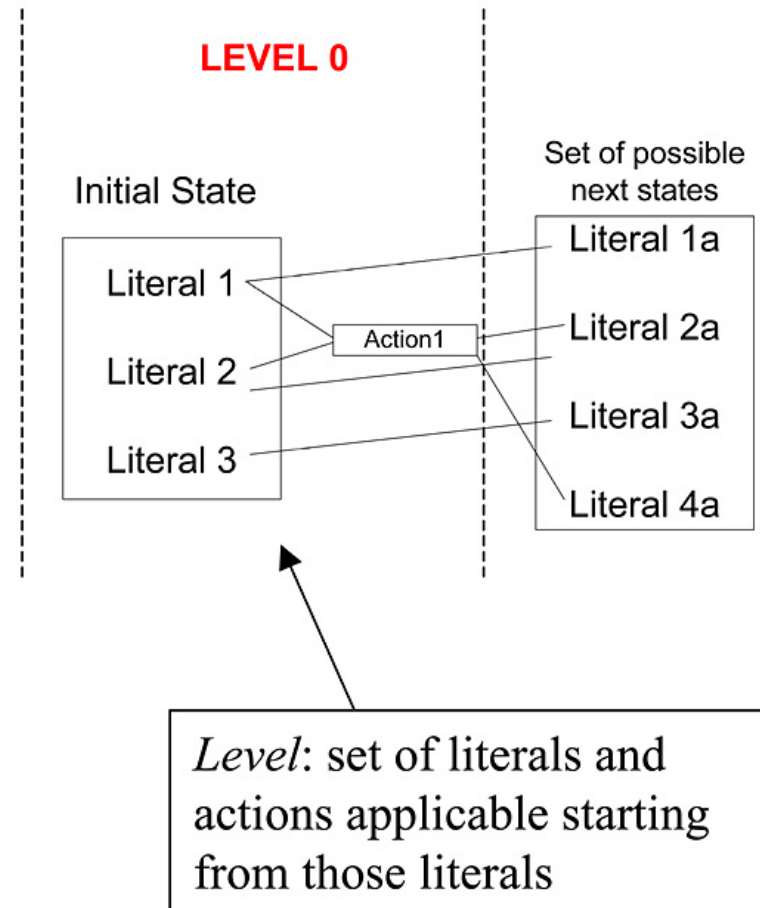 LEVEL 0
Initial State
Literal 1
Literal 2
Literal 3
Action1
Set of possible
next states
Literal 1a
Literal 2a
Literal 3a
Literal 4a
Level: set of literals and
actions applicable starting
from those literals